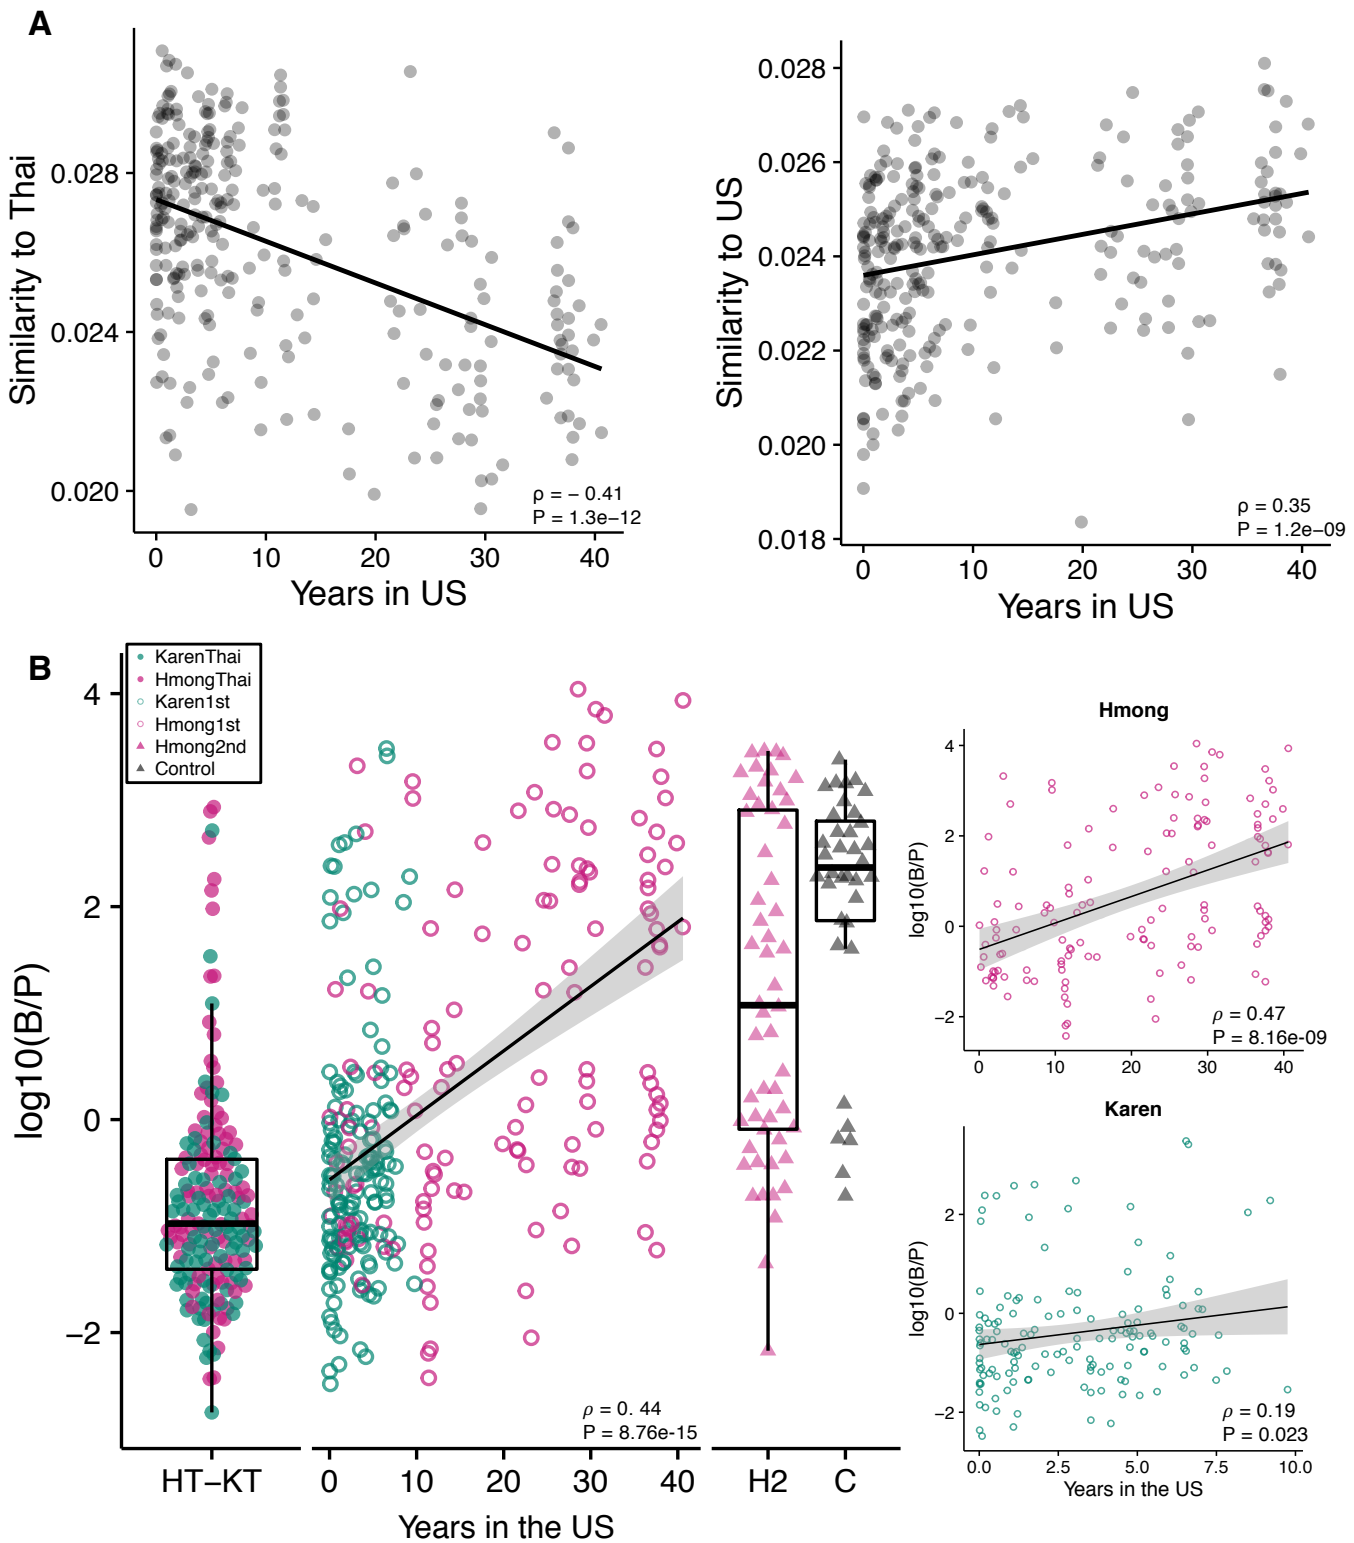 A
Similarity to Thai
0.028
0.024
0.020
ρ = − 0.41
P = 1.3e−12
0 10 20 30 40
Years in US
Similarity to US
0.028
0.026
0.024
0.022
0.020
0.018
ρ = 0.35
P = 1.2e−09
0 10 20 30 40
Years in US
B
KarenThai
HmongThai
Karen1st
Hmong1st
Hmong2nd
Control
log10(B/P)
4
2
0
−2
ρ = 0. 44
P = 8.76e-15
HT−KT
0 10 20 30 40
H2 C
Years in the US
Hmong
log10(B/P)
4
2
0
−2
ρ = 0.47
P = 8.16e-09
0 10 20 30 40
Karen
log10(B/P)
2
0
−2
ρ = 0.19
P = 0.023
0.0 2.5 5.0 7.5 10.0
Years in the US